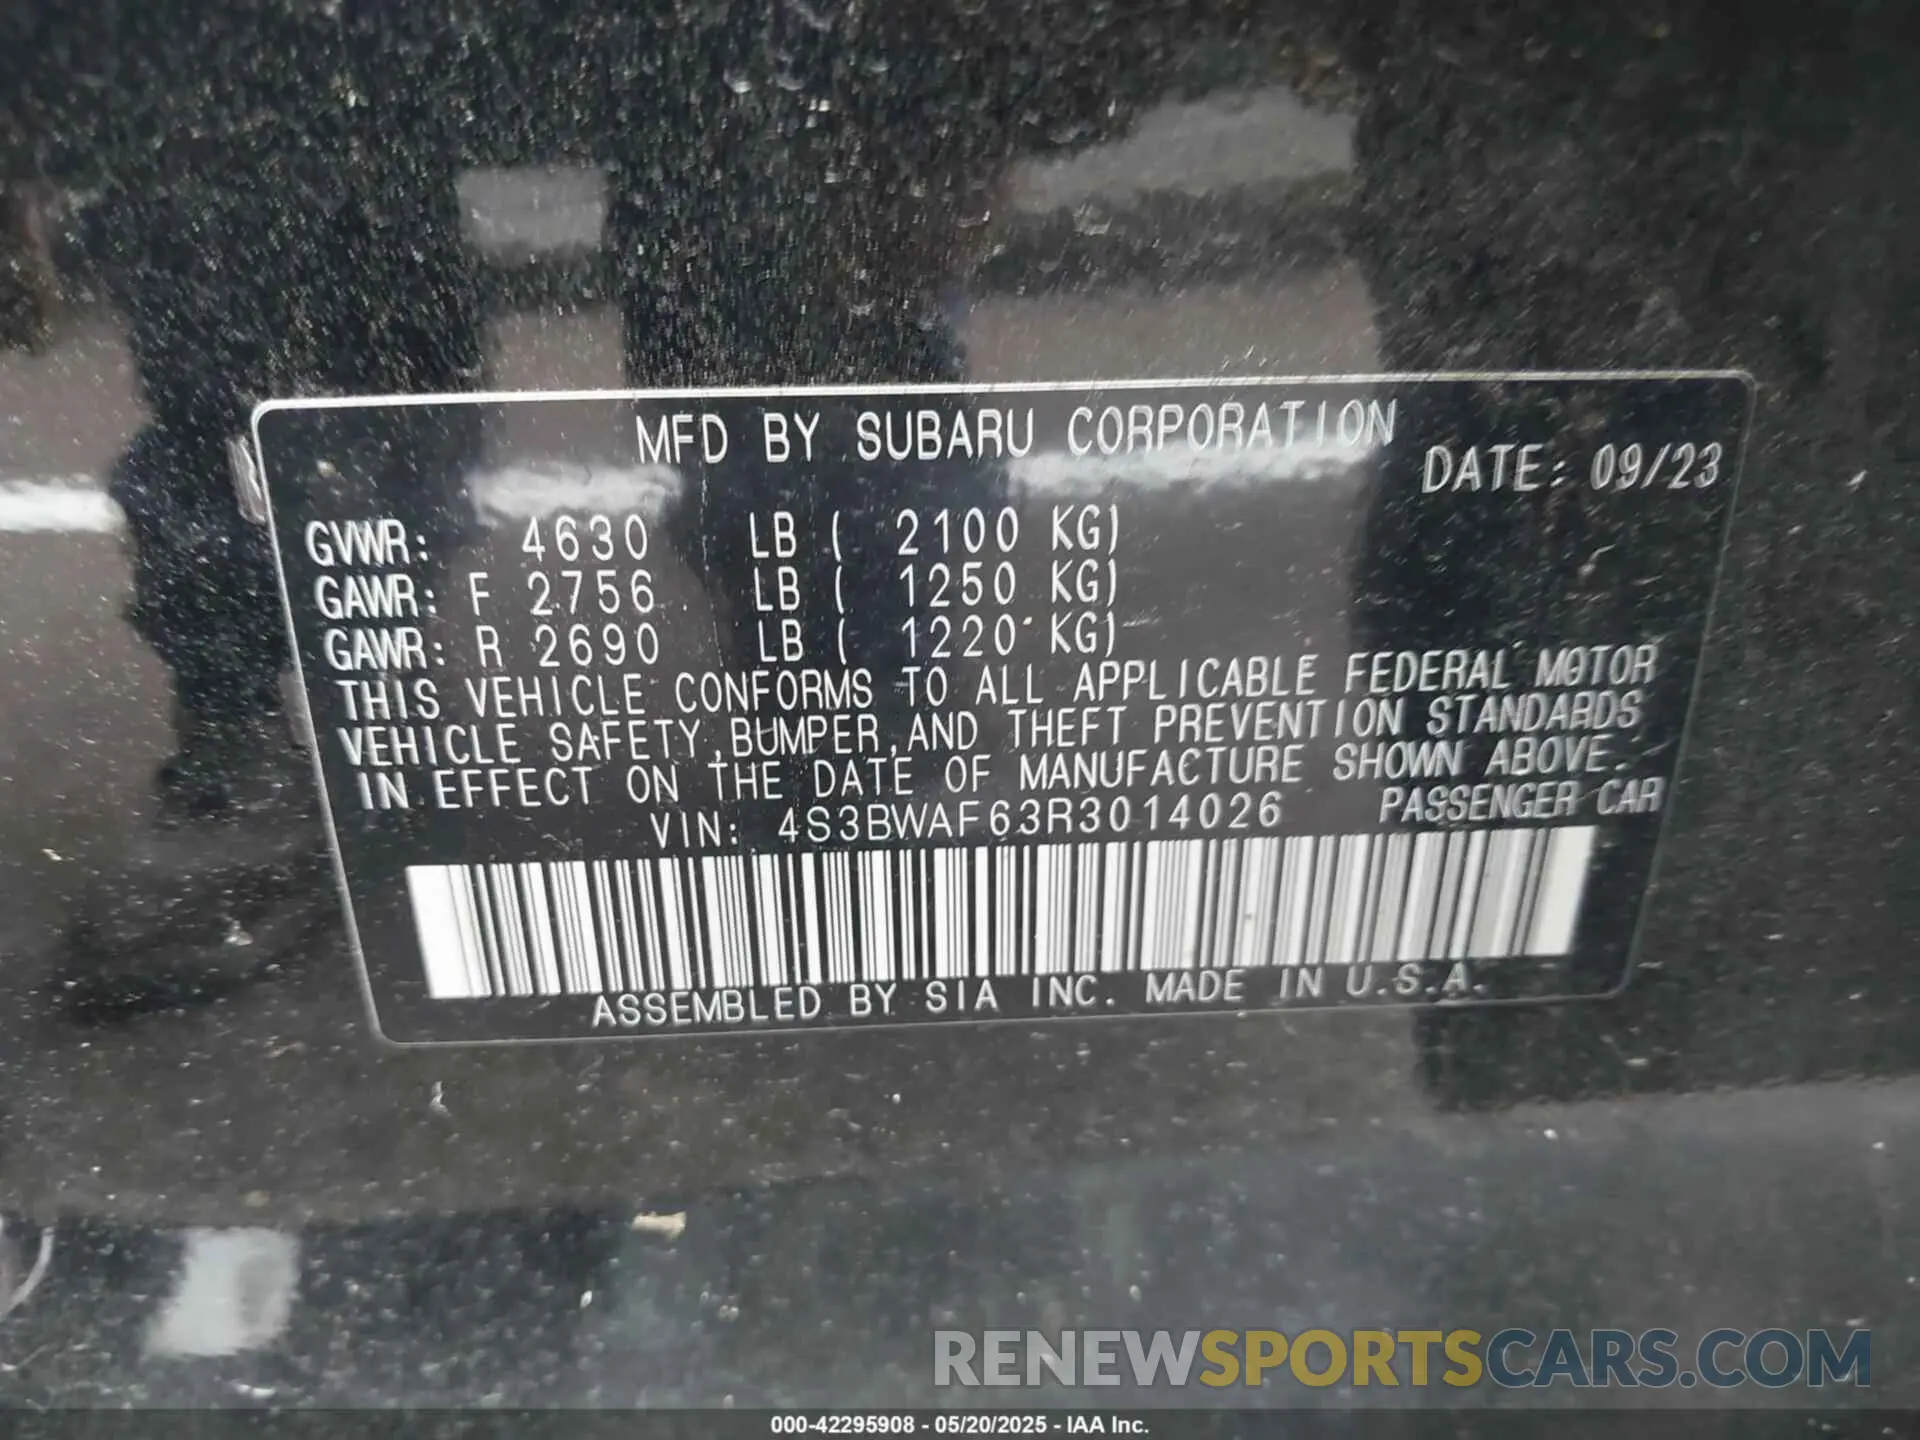 MFD BY SUBARU CORPORATION
DATE: 09/23
GVWR: 4630 LB ( 2100 KG)
GAWR: F 2756 LB ( 1250 KG)
GAWR: R 2690 LB ( 1220 KG)
THIS VEHICLE CONFORMS TO ALL APPLICABLE FEDERAL MOTOR
VEHICLE SAFETY,BUMPER,AND THEFT PREVENTION STANDARDS
IN EFFECT ON THE DATE OF MANUFACTURE SHOWN ABOVE.
VIN: 4S3BWAF63R3014026 PASSENGER CAR
ASSEMBLED BY SIA INC. MADE IN U.S.A.
RENEWSPORTSCARS.COM
000-42295908 - 05/20/2025 - IAA Inc.